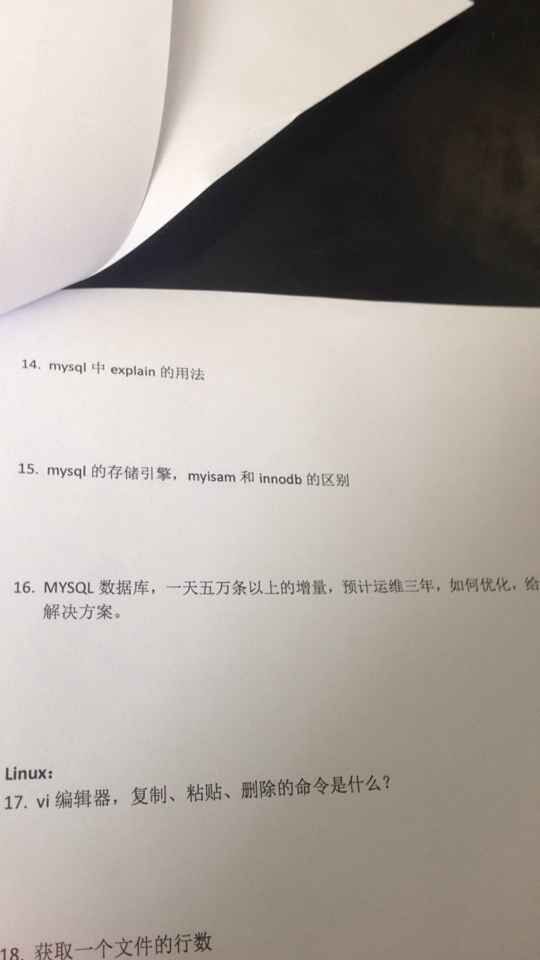 14. mysql 中 explain 的用法
15. mysql 的存储引擎，myisam 和 innodb 的区别
16. MYSQL 数据库，一天五万条以上的增量，预计运维三年，如何优化，给
解决方案。
Linux：
17. vi 编辑器，复制、粘贴、删除的命令是什么？
18. 获取一个文件的行数